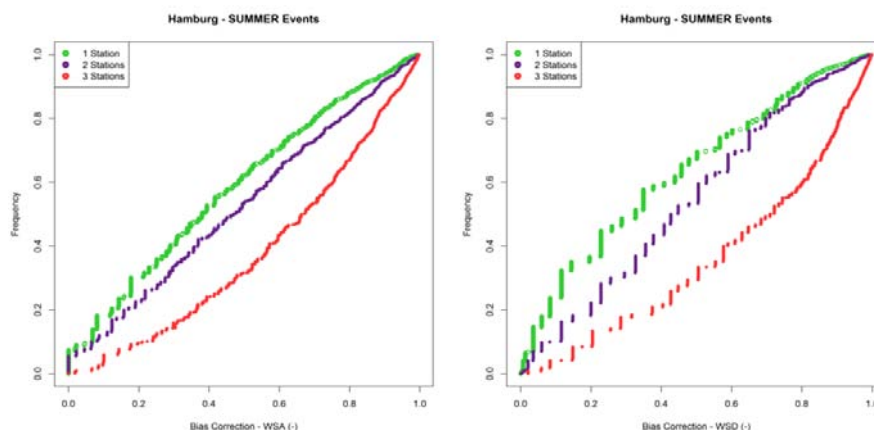 Hamburg - SUMMER Events
1 Station
2 Stations
3 Stations
Frequency
1.0
0.8
0.6
0.4
0.2
0.0
0.0 0.2 0.4 0.6 0.8 1.0
Bias Correction - WSA (-)
Hamburg - SUMMER Events
1 Station
2 Stations
3 Stations
Frequency
1.0
0.8
0.6
0.4
0.2
0.0
0.0 0.2 0.4 0.6 0.8 1.0
Bias Correction - WSD (-)